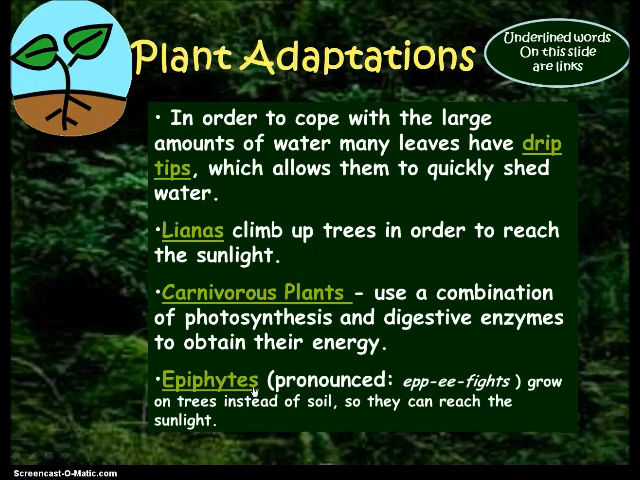 Plant Adaptations
Underlined words
On this slide
are links
• In order to cope with the large
amounts of water many leaves have drip
tips, which allows them to quickly shed
water.
•Lianas climb up trees in order to reach
the sunlight.
•Carnivorous Plants - use a combination
of photosynthesis and digestive enzymes
to obtain their energy.
•Epiphytes (pronounced: epp-ee-fights ) grow
on trees instead of soil, so they can reach the
sunlight.
Screencast-O-Matic.com